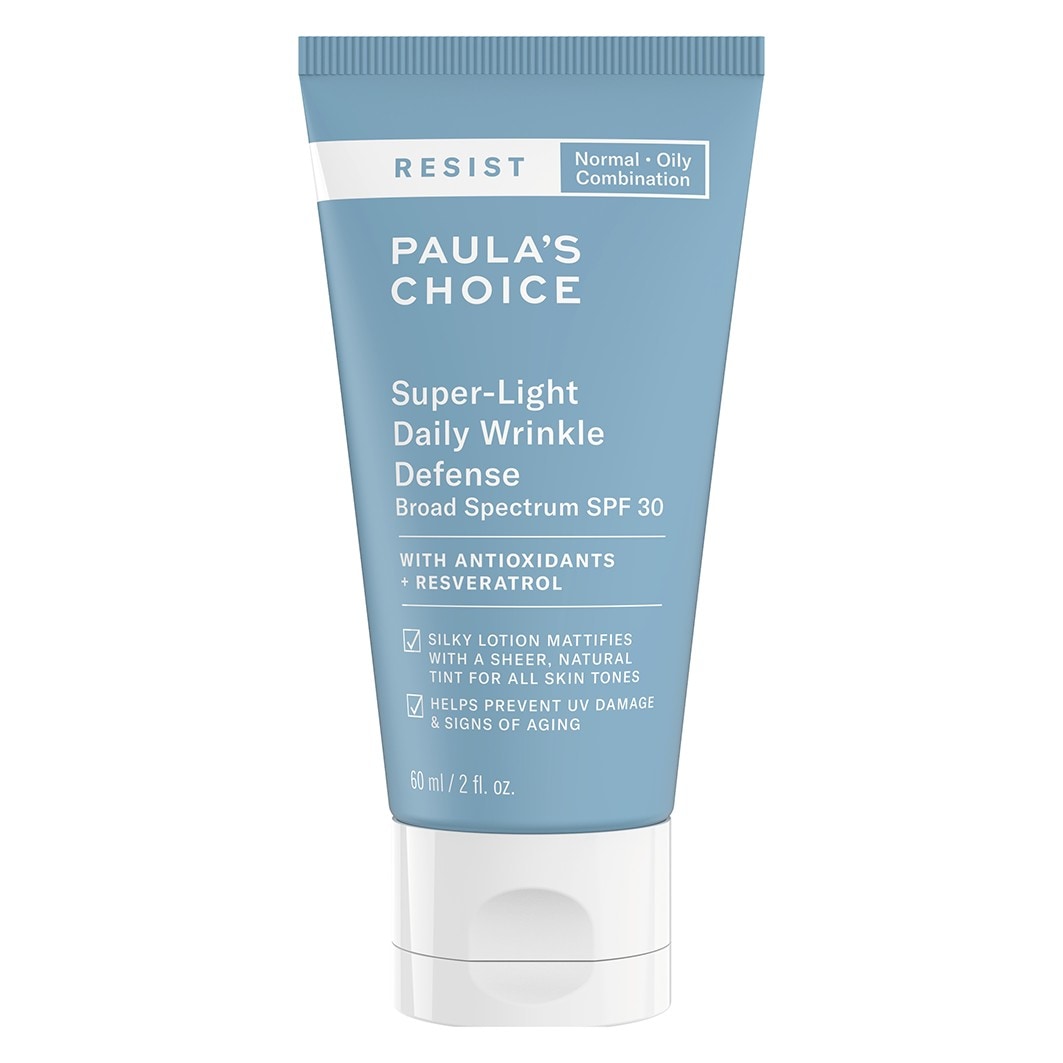 RESIST
Normal • Oily
Combination
PAULA'S
CHOICE
Super-Light
Daily Wrinkle
Defense
Broad Spectrum SPF 30
WITH ANTIOXIDANTS
+ RESVERATROL
SILKY LOTION MATTIFIES
WITH A SHEER, NATURAL
TINT FOR ALL SKIN TONES
HELPS PREVENT UV DAMAGE
& SIGNS OF AGING
60 ml / 2 fl. oz.